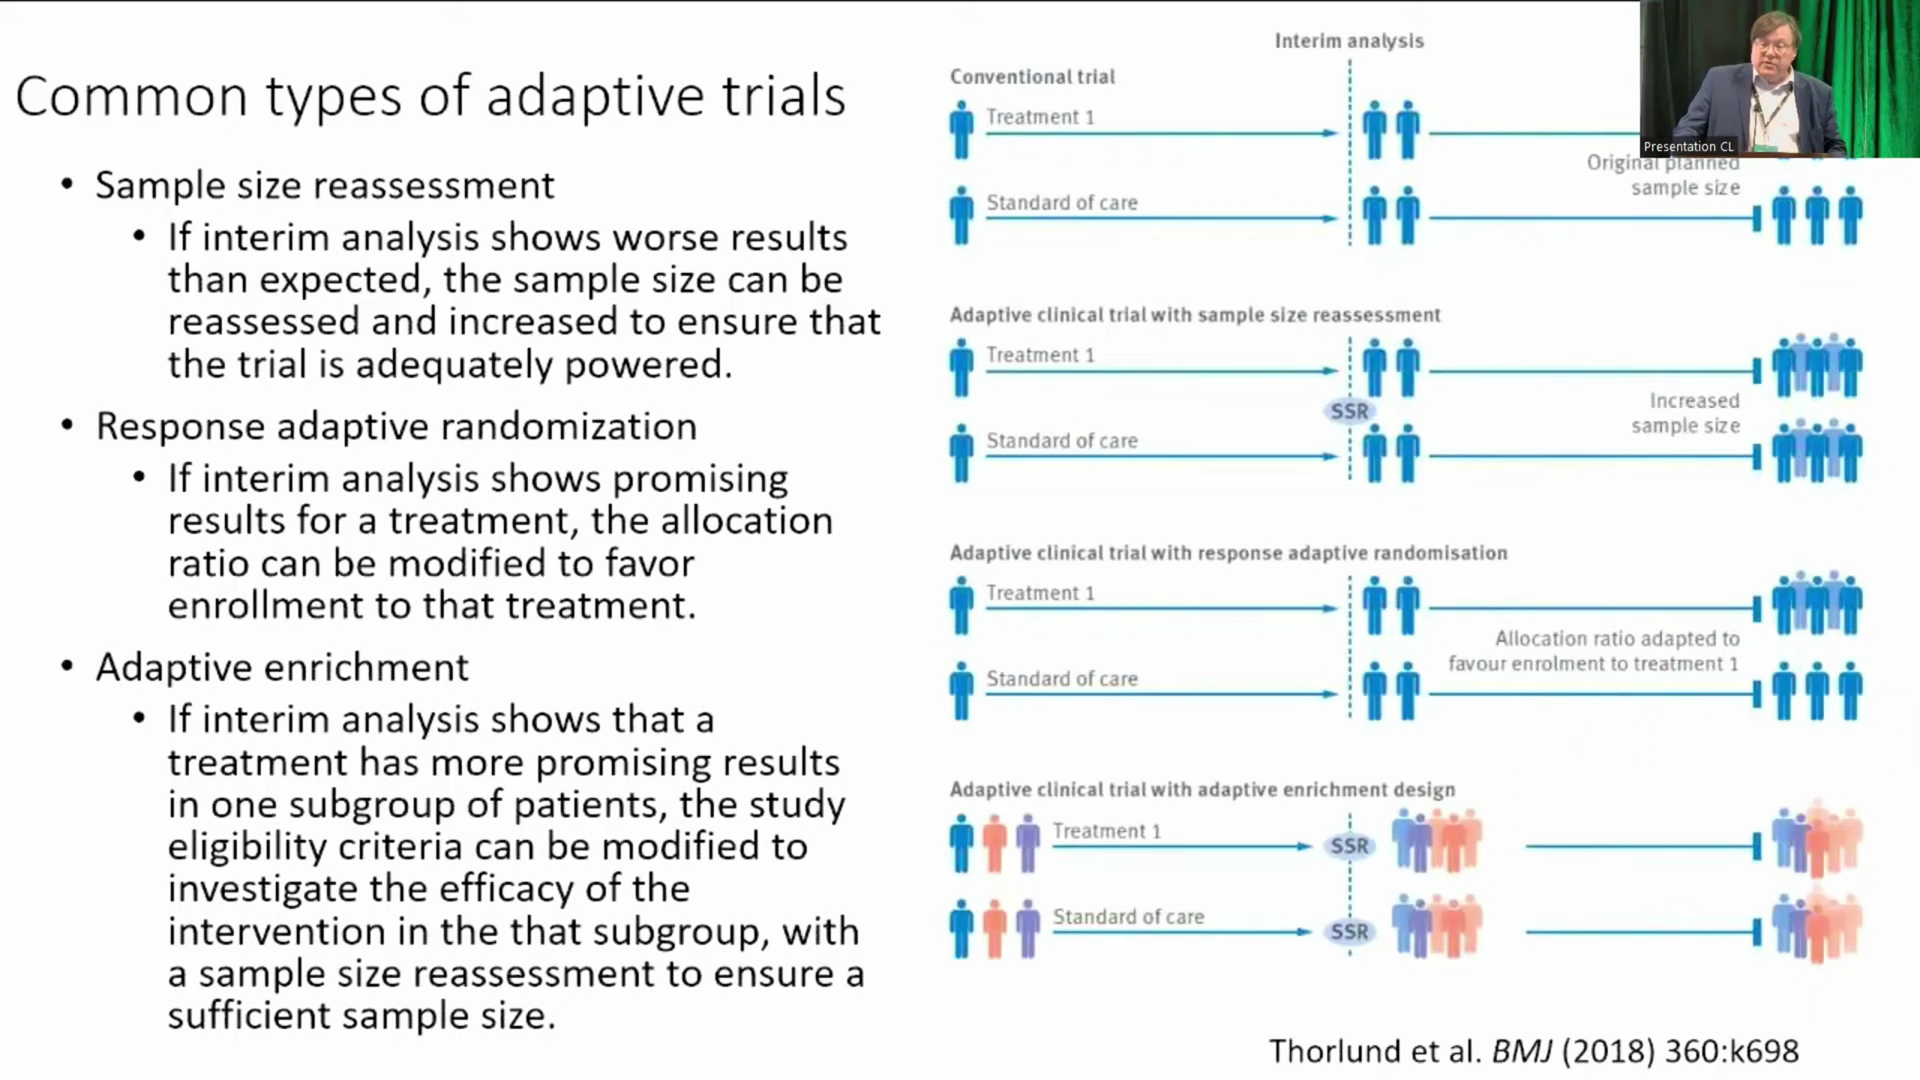 Common types of adaptive trials
• Sample size reassessment
• If interim analysis shows worse results
than expected, the sample size can be
reassessed and increased to ensure that
the trial is adequately powered.
• Response adaptive randomization
• If interim analysis shows promising
results for a treatment, the allocation
ratio can be modified to favor
enrollment to that treatment.
• Adaptive enrichment
• If interim analysis shows that a
treatment has more promising results
in one subgroup of patients, the study
eligibility criteria can be modified to
investigate the efficacy of the
intervention in the that subgroup, with
a sample size reassessment to ensure a
sufficient sample size.
Interim analysis
Conventional trial
Treatment 1
Original planned
sample size
Standard of care
Adaptive clinical trial with sample size reassessment
Treatment 1
SSR
Increased
sample size
Standard of care
Adaptive clinical trial with response adaptive randomisation
Treatment 1
Allocation ratio adapted to
favour enrolment to treatment 1
Standard of care
Adaptive clinical trial with adaptive enrichment design
Treatment 1
SSR
Standard of care
SSR
Thorlund et al. BMJ (2018) 360:k698
Presentation CL